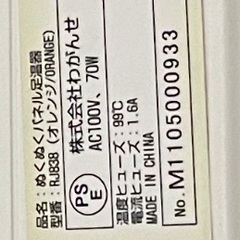 品名：ぬくぬくパネル足温器
型番：RJ838（オレンジ/ORANGE）
PS
E
株式会社わがんせ
AC100V、70W
温度ヒューズ：99℃
電流ヒューズ：1.6A
MADE IN CHINA
No.M1105000933